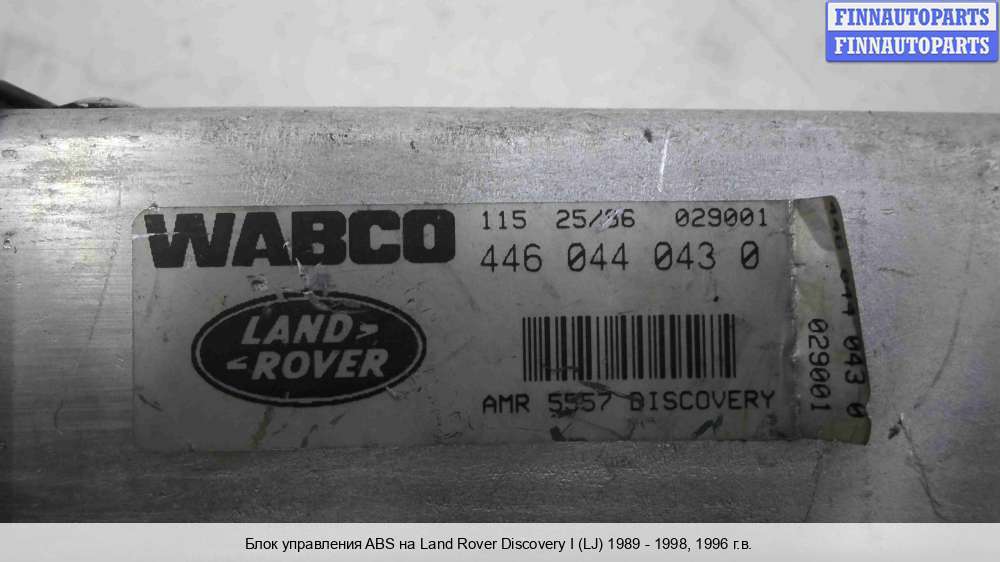 FINNAUTOPARTS
FINNAUTOPARTS
WABCO
115 25/96 029001
446 044 043 0
LAND
ROVER
AMR 5557 DISCOVERY
043 0
029001
Блок управления ABS на Land Rover Discovery I (LJ) 1989 - 1998, 1996 г.в.